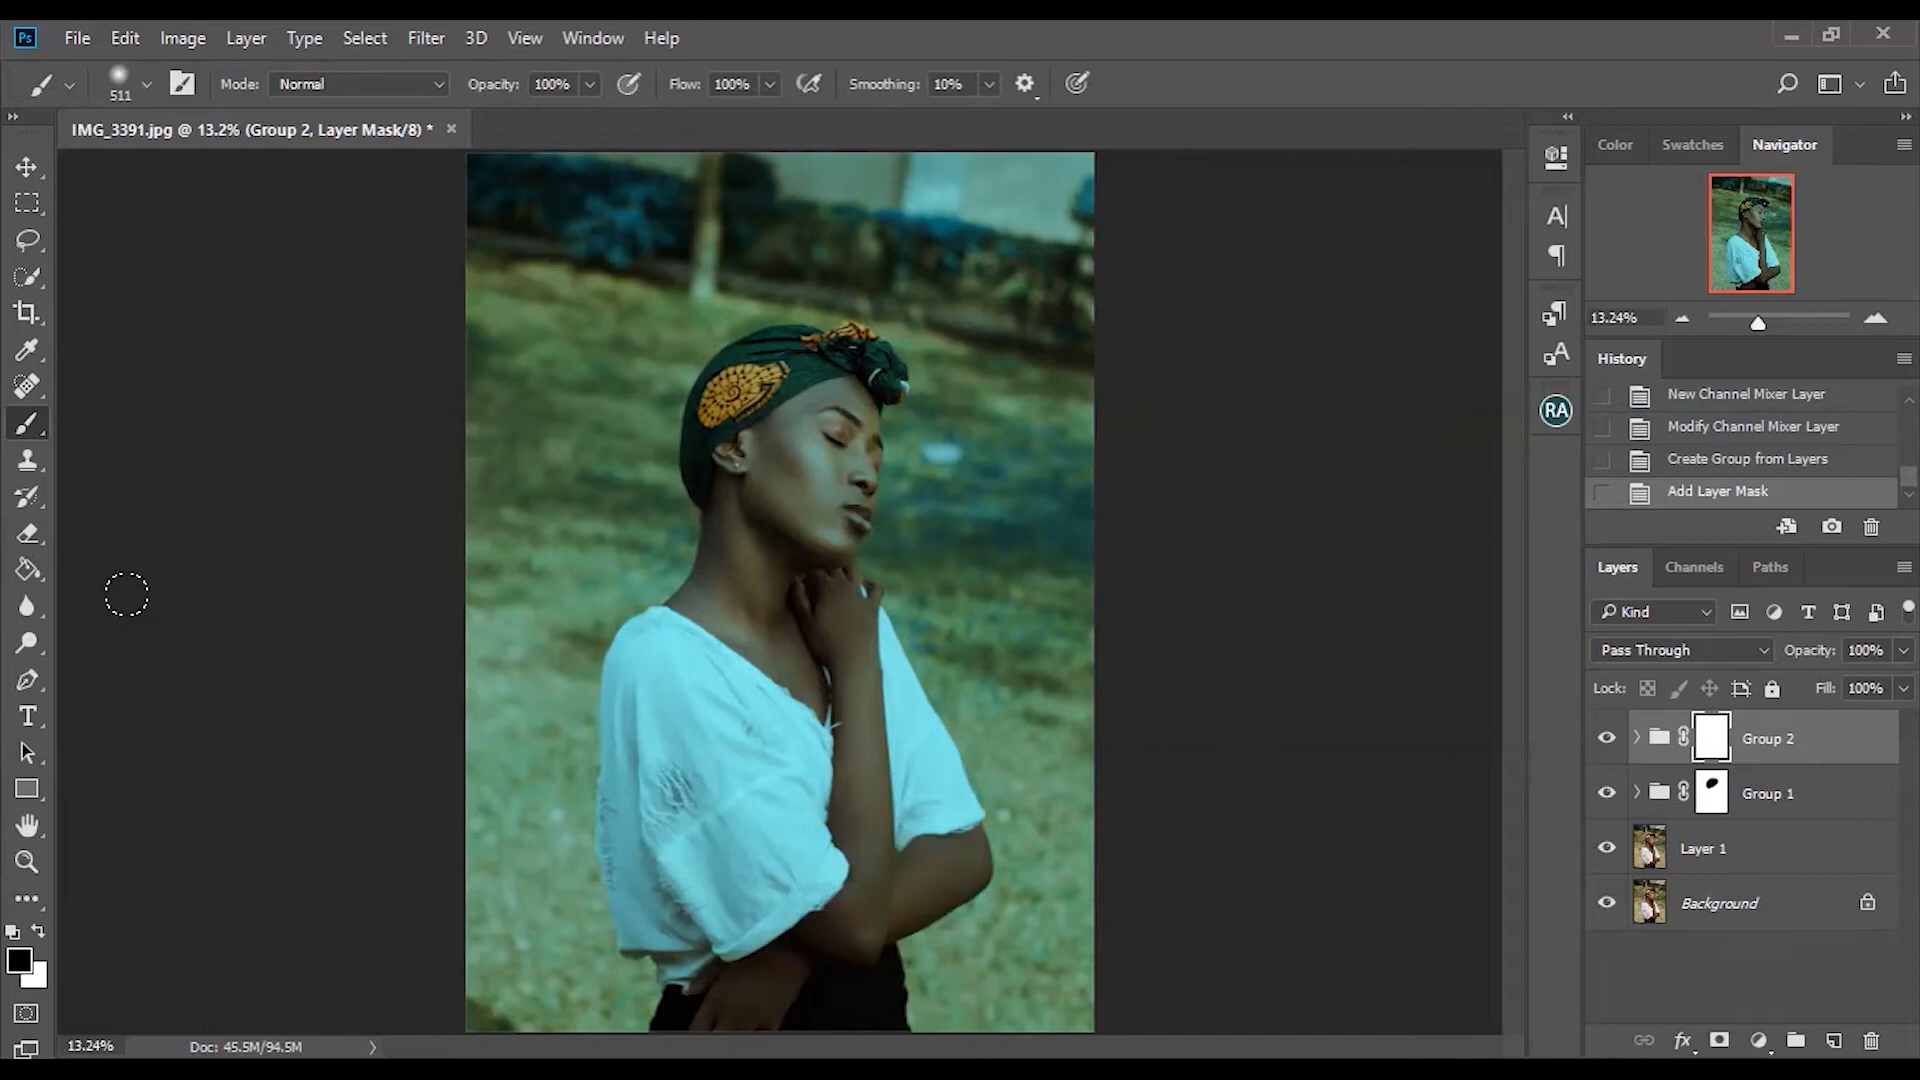 Ps File Edit Image Layer Type Select Filter 3D View Window Help
511 Mode: Normal Opacity: 100% Flow: 100% Smoothing: 10%
IMG_3391.jpg @ 13.2% (Group 2, Layer Mask/8) *
Color Swatches Navigator
13.24%
History
New Channel Mixer Layer
Modify Channel Mixer Layer
Create Group from Layers
Add Layer Mask
RA
Layers Channels Paths
Kind
Pass Through Opacity: 100%
Lock: Fill: 100%
Group 2
Group 1
Layer 1
Background
13.24% Doc: 45.5M/94.5M